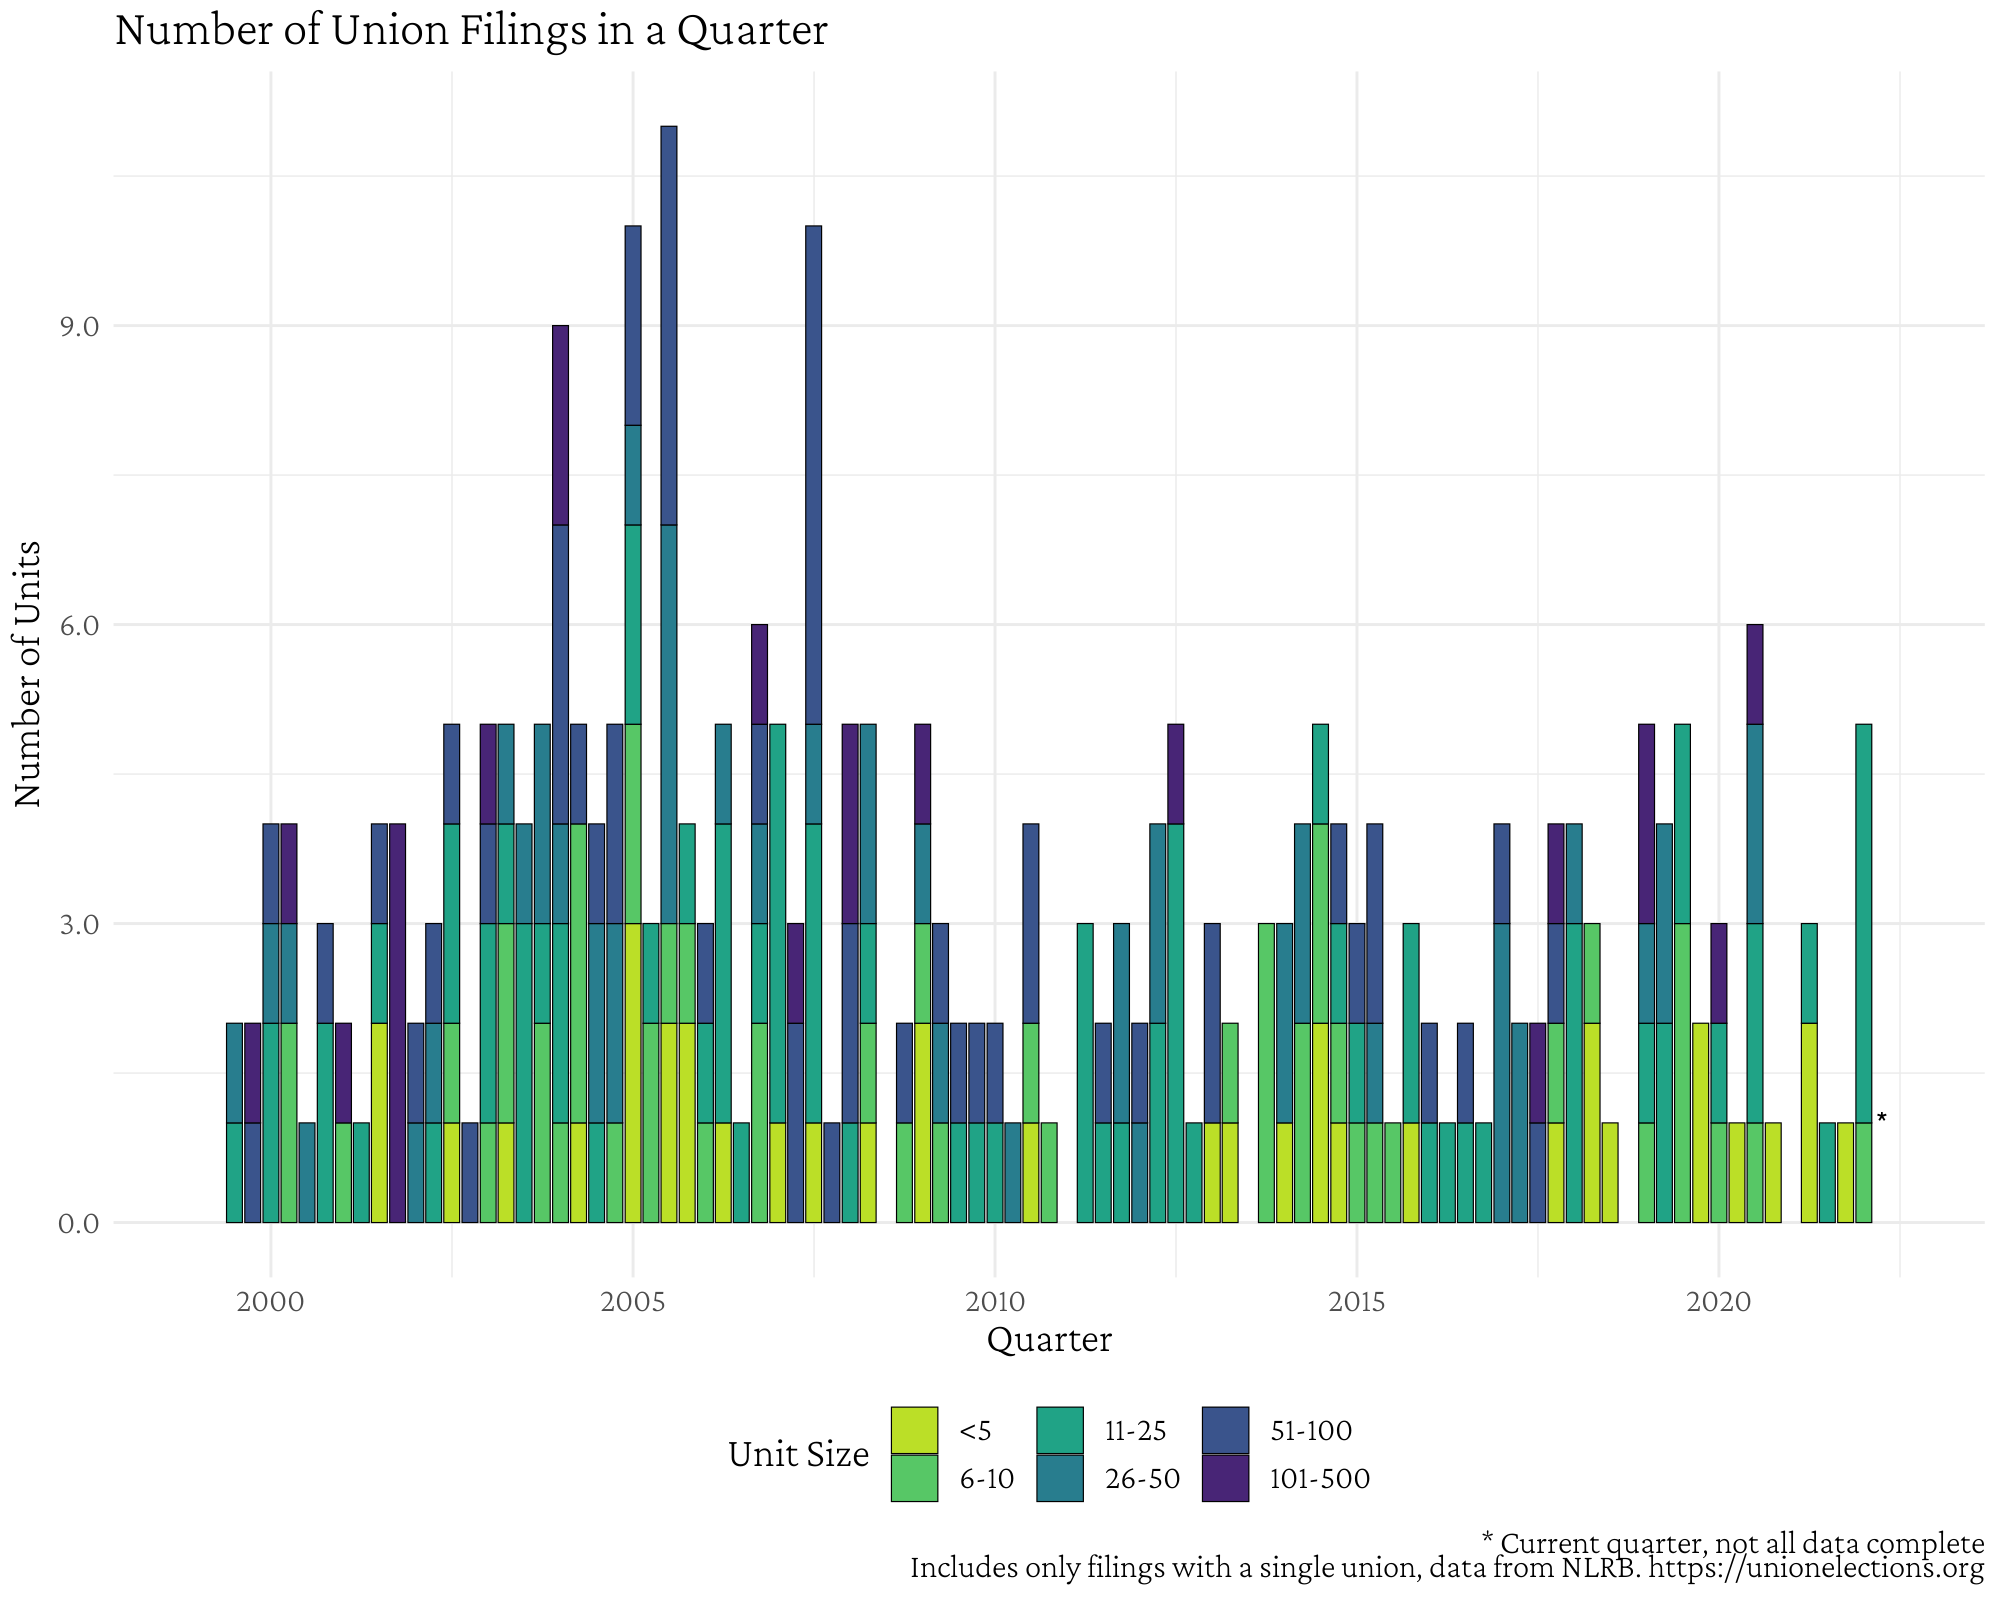 Number of Union Filings in a Quarter
Number of Units
9.0
6.0
3.0
0.0
2000 2005 2010 2015 2020
*
Quarter
Unit Size
<5 11-25 51-100
6-10 26-50 101-500
* Current quarter, not all data complete
Includes only filings with a single union, data from NLRB. https://unionelections.org